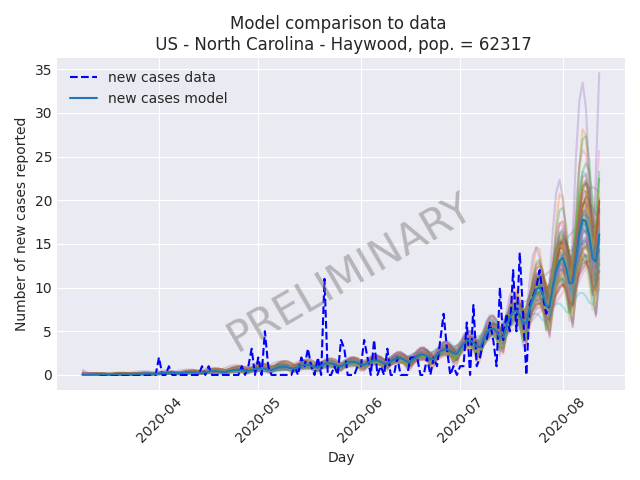 Model comparison to data
US - North Carolina - Haywood, pop. = 62317
new cases data
new cases model
PRELIMINARY
Number of new cases reported
35
30
25
20
15
10
5
0
2020-04
2020-05
2020-06
2020-07
2020-08
Day